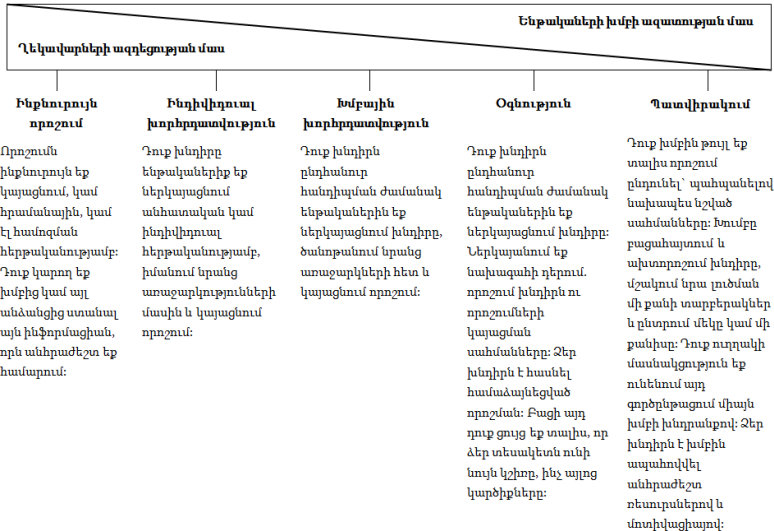 Ենթակաների խմբի ազատության մաս
Ղեկավարների ազդեցության մաս
Ինքնուրույն
որոշում
Որոշումն
ինքնուրույն եք
կայացնում, կամ
հրամանային, կամ
էլ համոզման
հերթականությամբ:
Դուք կարող եք
խմբից կամ այլ
անձանցից ստանալ
այն ինֆորմացիան,
որն անհրաժեշտ եք
համարում:
Ինդիվիդուալ
խորհրդատվություն
Դուք խնդիրը
ենթականերիք եք
ներկայացնում
անհատական կամ
ինդիվիդուալ
հերթականությամբ,
իմանում նրանց
առաջարկությունների
մասին և կայացնում
որոշում:
Խմբային
խորհրդատվություն
Դուք խնդիրն
ընդհանուր
հանդիպման ժամանակ
ենթականերին եք
ներկայացնում խնդիրը,
ծանոթանում նրանց
առաջարկների հետ և
կայացնում որոշում:
Օգնություն
Դուք խնդիրն
ընդհանուր
հանդիպման ժամանակ
ենթականերին եք
ներկայացնում խնդիրը:
Ներկայանում եք
նախագահի դերում.
որոշում խնդիրն ու
որոշումների
կայացման
սահմանները: Ձեր
խնդիրն է հասնել
համաձայնեցված
որոշման: Բացի այդ
դուք ցույց եք տալիս, որ
ձեր տեսակետն ունի
նույն կշիռը, ինչ այլոց
կարծիքները:
Պատվիրակում
Դուք խմբին թույլ եք
տալիս որոշում
ընդունել` պահպանելով
նախապես նշված
սահմանները: Խումբը
բացահայտում և
ախտորոշում խնդիրը,
մշակում նրա լուծման
մի քանի տարբերակներ
և ընտրում մեկը կամ մի
քանիսը: Դուք ուղղակի
մասնակցություն եք
ունենում այդ
գործընթացում միայն
խմբի խնդրանքով: Ձեր
խնդիրն է խմբին
ապահովվել
անհրաժեշտ
ռեսուրսներով և
մոտիվացիայով: